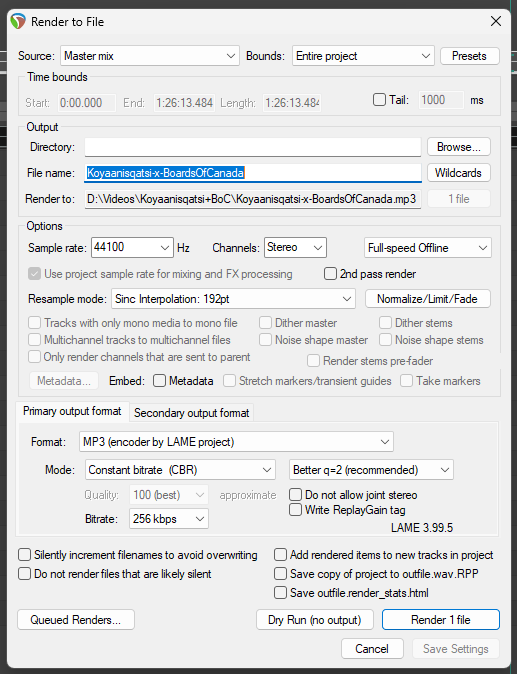 Render to File
Source: Master mix Bounds: Entire project Presets
Time bounds
Start: 0:00.000 End: 1:26:13.484 Length: 1:26:13.484 Tail: 1000 ms
Output
Directory: Browse...
File name: Koyaanisqatsi-x-BoardsOfCanada Wildcards
Render to: D:\Videos\Koyaanisqatsi+BoC\Koyaanisqatsi-x-BoardsOfCanada.mp3 1 file
Options
Sample rate: 44100 Hz Channels: Stereo Full-speed Offline
Use project sample rate for mixing and FX processing 2nd pass render
Resample mode: Sinc Interpolation: 192pt Normalize/Limit/Fade
Tracks with only mono media to mono file Dither master Dither stems
Multichannel tracks to multichannel files Noise shape master Noise shape stems
Only render channels that are sent to parent Render stems pre-fader
Metadata... Embed: Metadata Stretch markers/transient guides Take markers
Primary output format Secondary output format
Format: MP3 (encoder by LAME project)
Mode: Constant bitrate (CBR) Better q=2 (recommended)
Quality: 100 (best) approximate Do not allow joint stereo
Write ReplayGain tag
Bitrate: 256 kbps LAME 3.99.5
Silently increment filenames to avoid overwriting Add rendered items to new tracks in project
Do not render files that are likely silent Save copy of project to outfile.wav.RPP
Save outfile.render_stats.html
Queued Renders... Dry Run (no output) Render 1 file
Cancel Save Settings